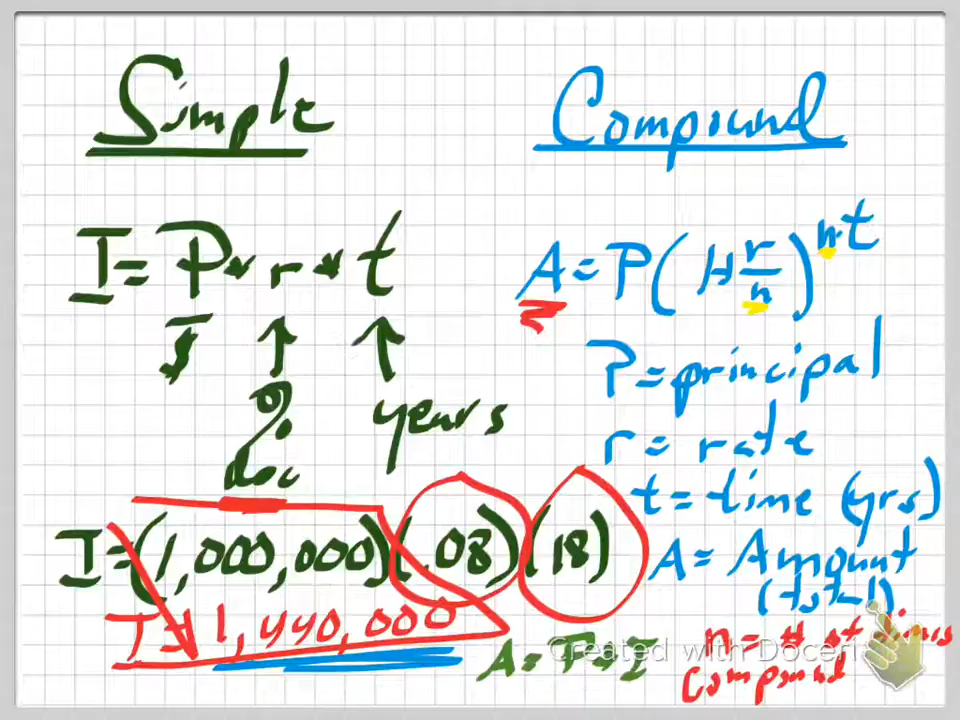 Simple
Compound
I = P * r * t
A = P(1+r/n)^n·t
$
%
dec
years
P = principal
r = rate
t = time (yrs)
I = (1,000,000)(.08)(18)
A = Amount
(total)
I = 1,440,000
A = P + I
n = # of times
compound
Created with Doceri